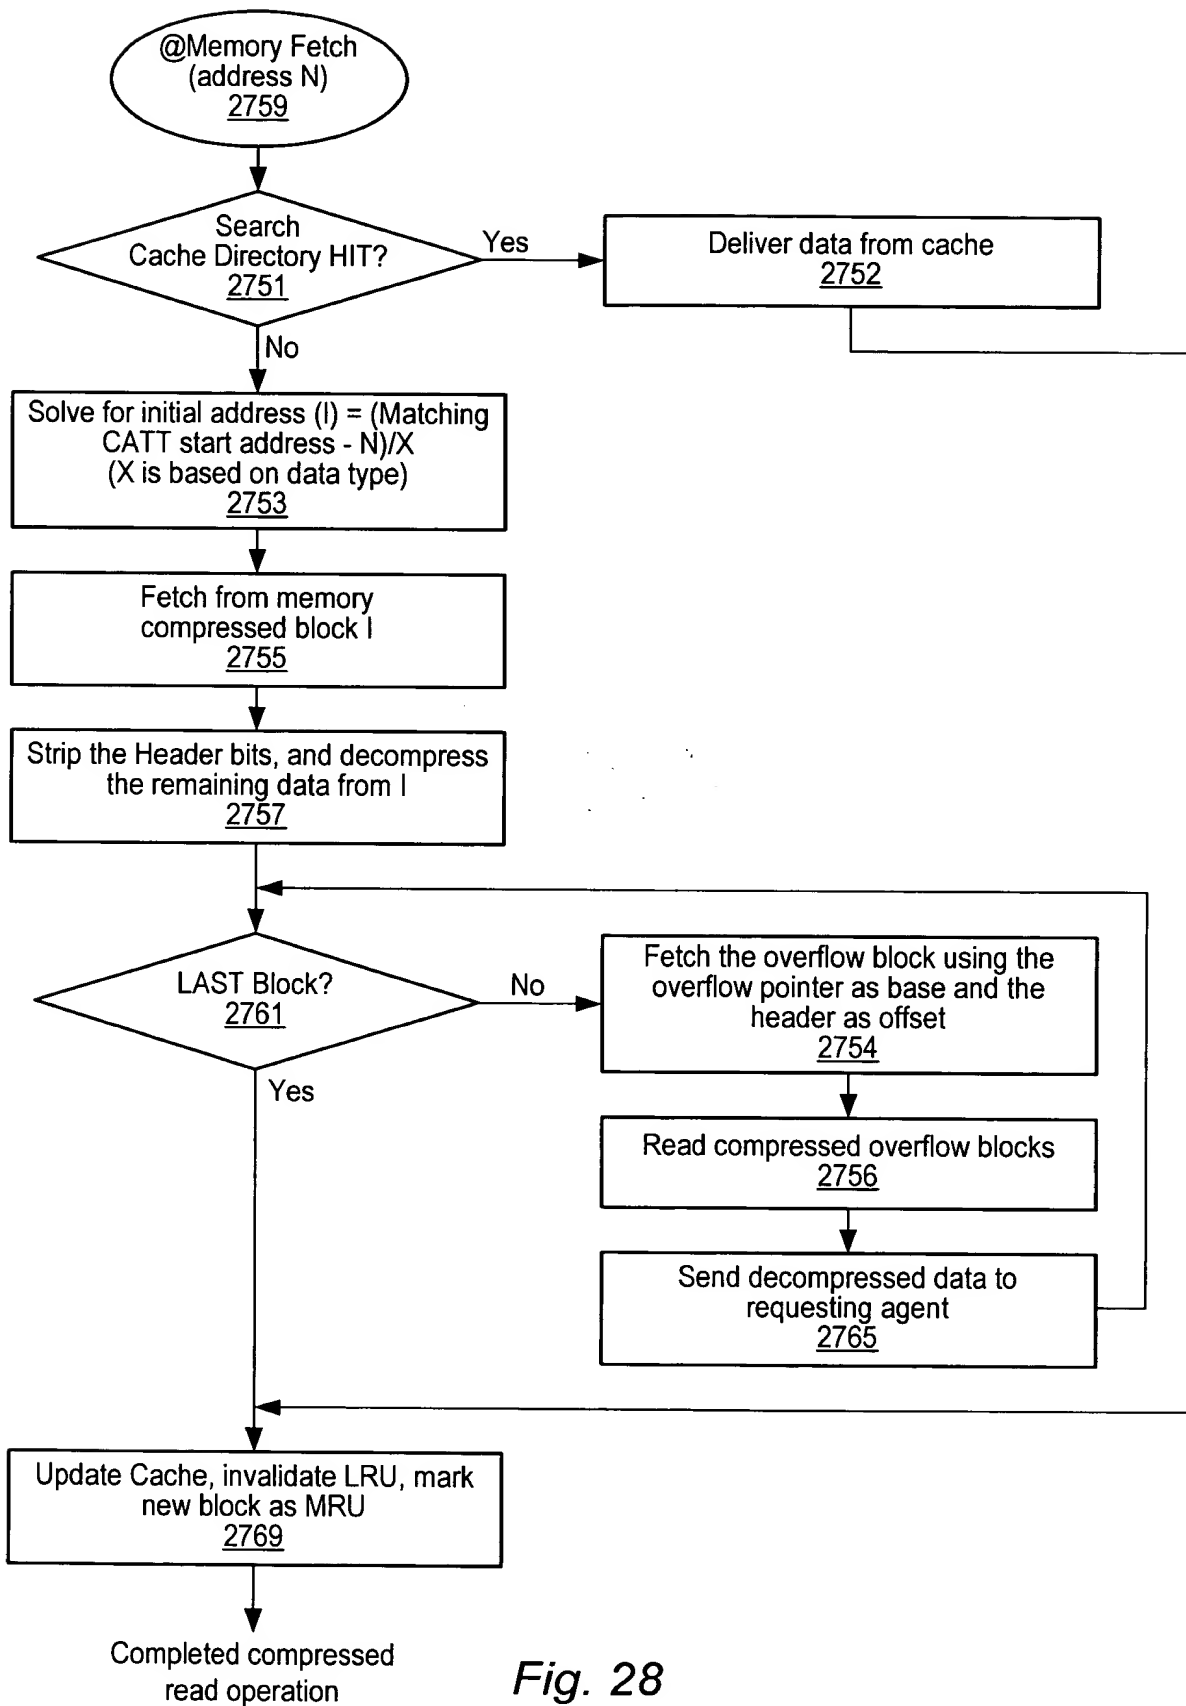 @Memory Fetch
(address N)
2759
Search
Cache Directory HIT?
2751
Yes
Deliver data from cache
2752
No
Solve for initial address (I) = (Matching
CATT start address - N)/X
(X is based on data type)
2753
Fetch from memory
compressed block I
2755
Strip the Header bits, and decompress
the remaining data from I
2757
LAST Block?
2761
No
Fetch the overflow block using the
overflow pointer as base and the
header as offset
2754
Yes
Read compressed overflow blocks
2756
Send decompressed data to
requesting agent
2765
Update Cache, invalidate LRU, mark
new block as MRU
2769
Completed compressed
read operation
Fig. 28